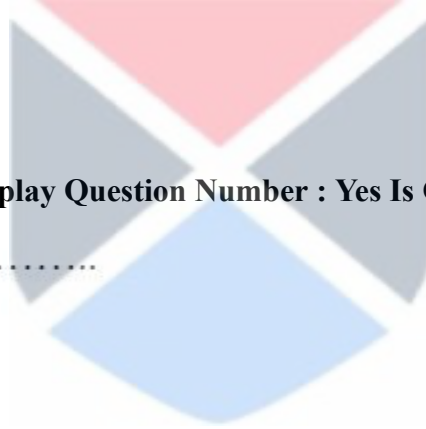 play Question Number : Yes Is
........